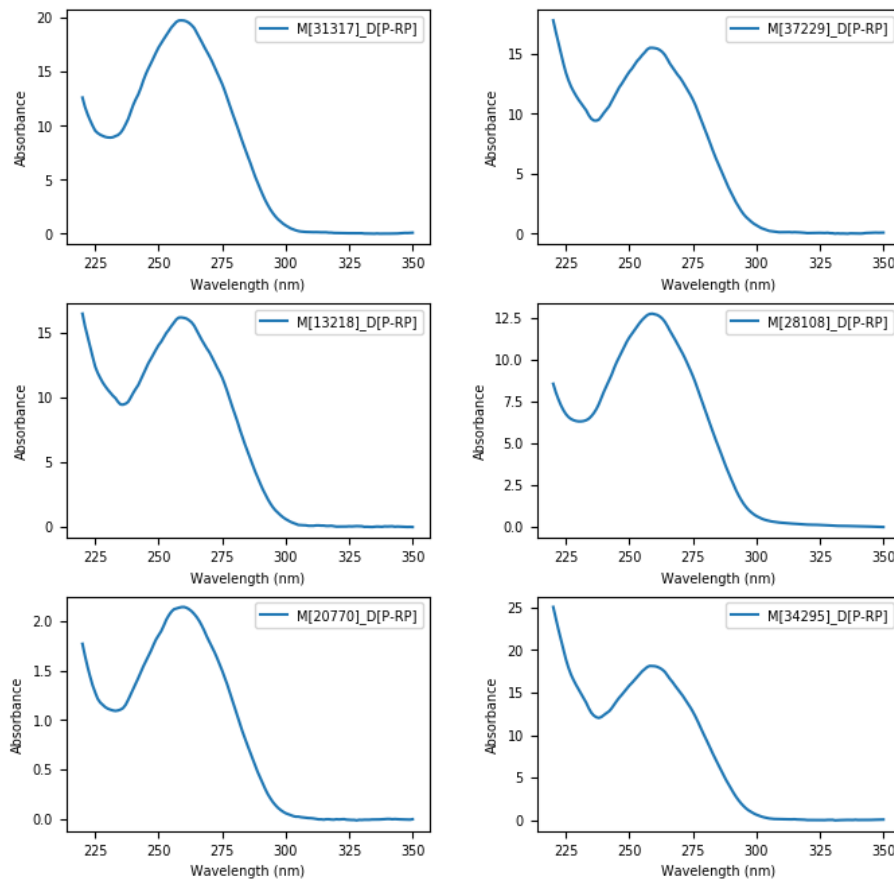 M[31317]_D[P-RP]
20
15
10
5
0
Absorbance
225 250 275 300 325 350
Wavelength (nm)
M[37229]_D[P-RP]
15
10
5
0
Absorbance
225 250 275 300 325 350
Wavelength (nm)
M[13218]_D[P-RP]
15
10
5
0
Absorbance
225 250 275 300 325 350
Wavelength (nm)
M[28108]_D[P-RP]
12.5
10.0
7.5
5.0
2.5
0.0
Absorbance
225 250 275 300 325 350
Wavelength (nm)
M[20770]_D[P-RP]
2.0
1.5
1.0
0.5
0.0
Absorbance
225 250 275 300 325 350
Wavelength (nm)
M[34295]_D[P-RP]
25
20
15
10
5
0
Absorbance
225 250 275 300 325 350
Wavelength (nm)